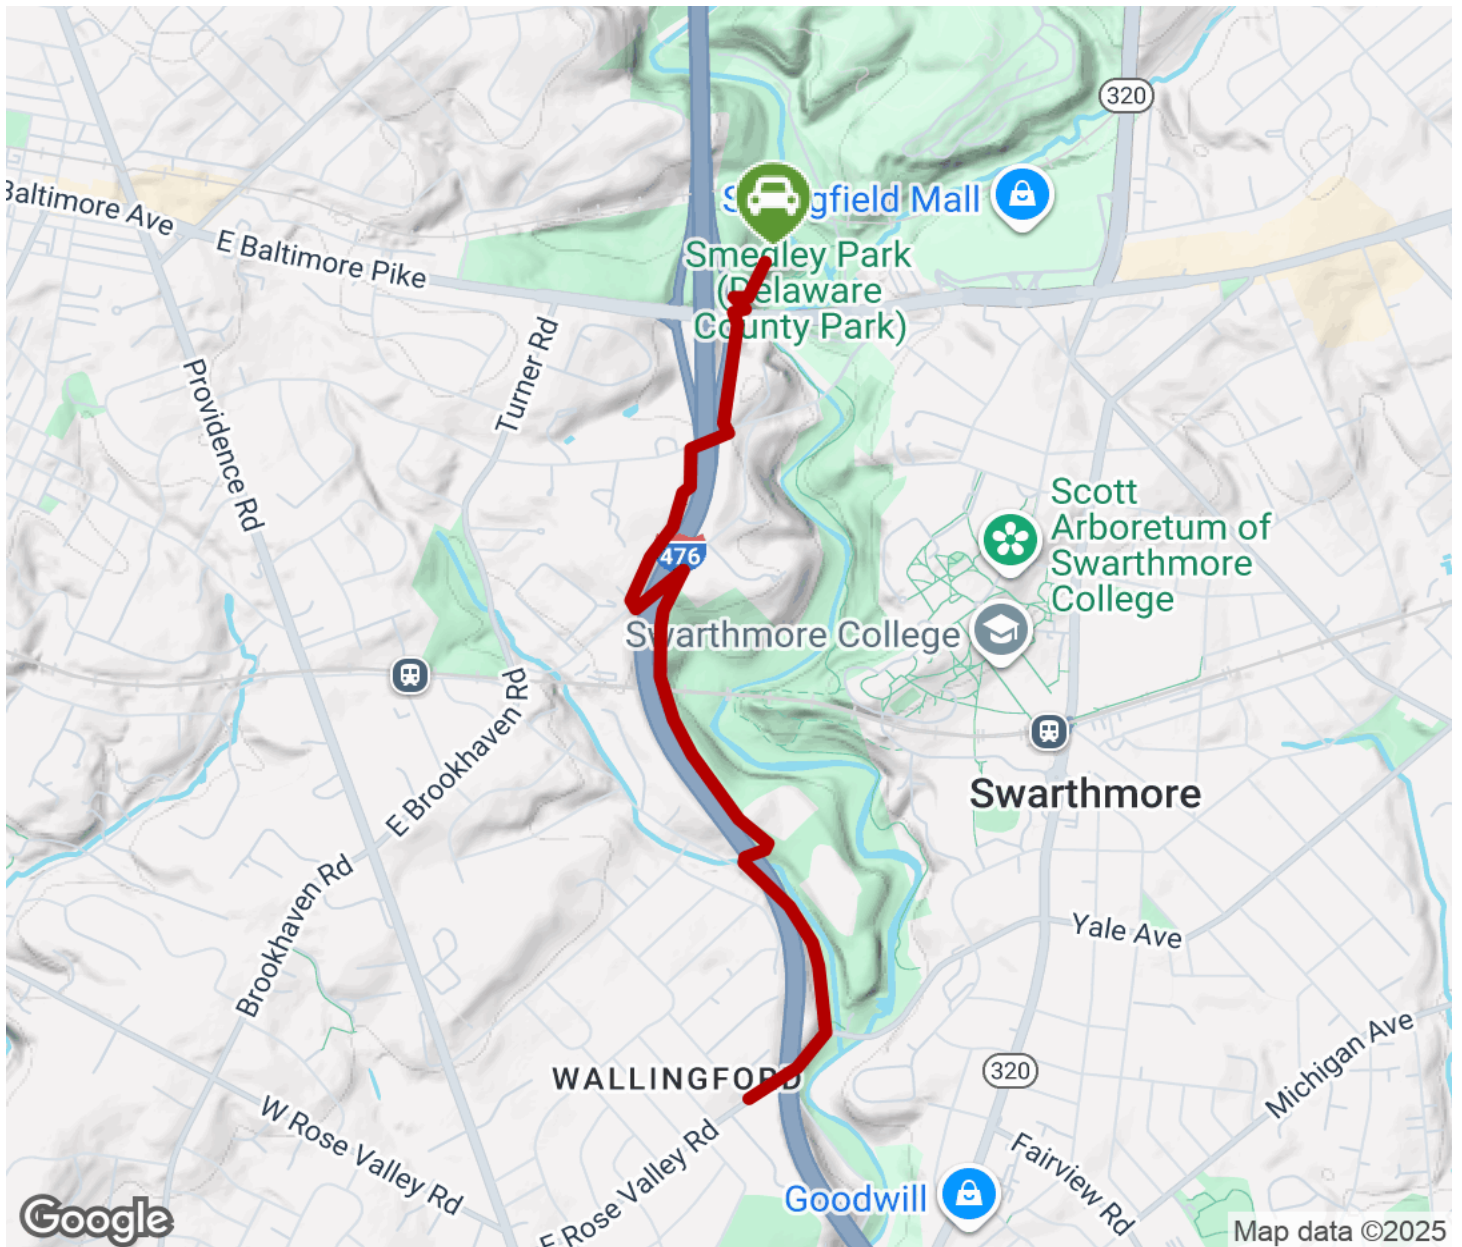 320
S gfield Mall
Baltimore Ave
E Baltimore Pike
Smedley Park
(Delaware
County Park)
Turner Rd
Providence Rd
Scott
Arboretum of
Swarthmore
College
476
Swarthmore College
E Brookhaven Rd
Swarthmore
Brookhaven Rd
Yale Ave
WALLINGFORD
320
Michigan Ave
W Rose Valley Rd
E Rose Valley Rd
Fairview Rd
Goodwill
Google
Map data ©2025